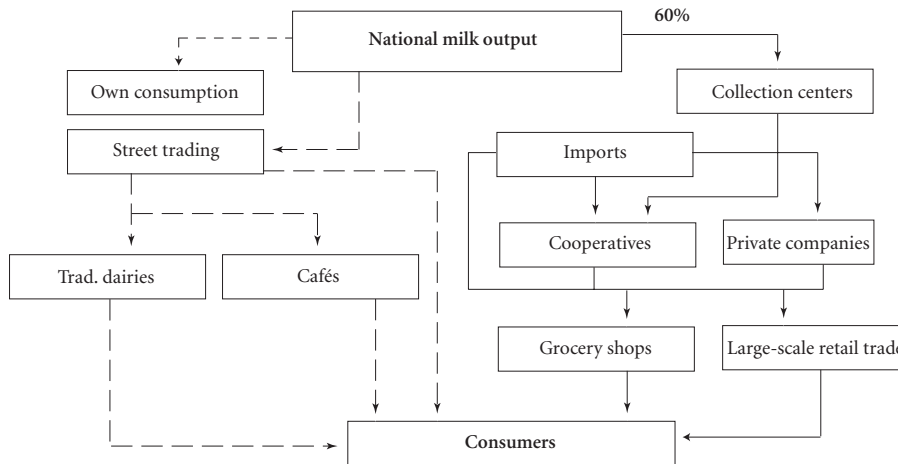 60%
National milk output
Own consumption
Collection centers
Street trading
Imports
Cooperatives
Private companies
Trad. dairies
Cafés
Grocery shops
Large-scale retail trade
Consumers